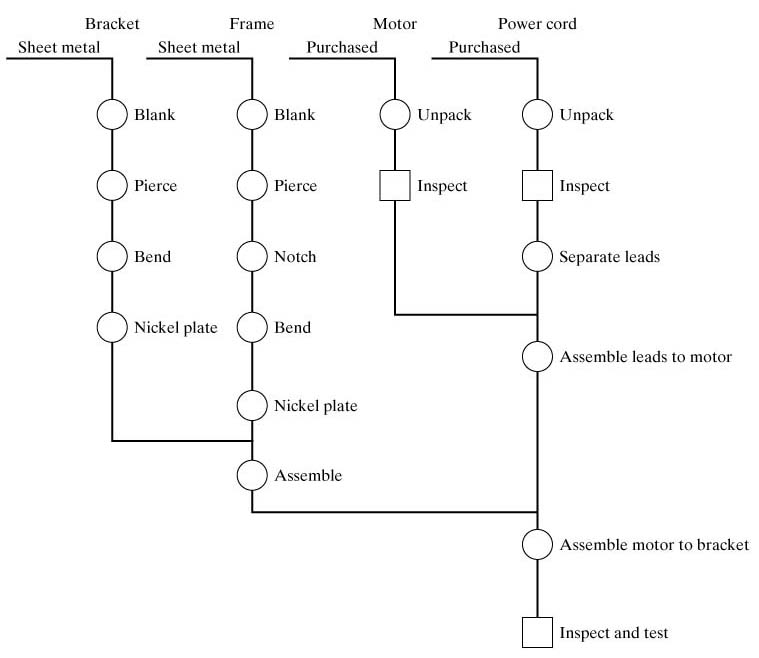 Bracket
Frame
Motor
Power cord
Sheet metal
Sheet metal
Purchased
Purchased
Blank
Blank
Unpack
Unpack
Pierce
Pierce
Inspect
Inspect
Bend
Notch
Separate leads
Nickel plate
Bend
Assemble leads to motor
Nickel plate
Assemble
Assemble motor to bracket
Inspect and test